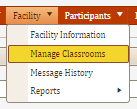 Facility Participants
Facility Information
Manage Classrooms
Message History
Reports